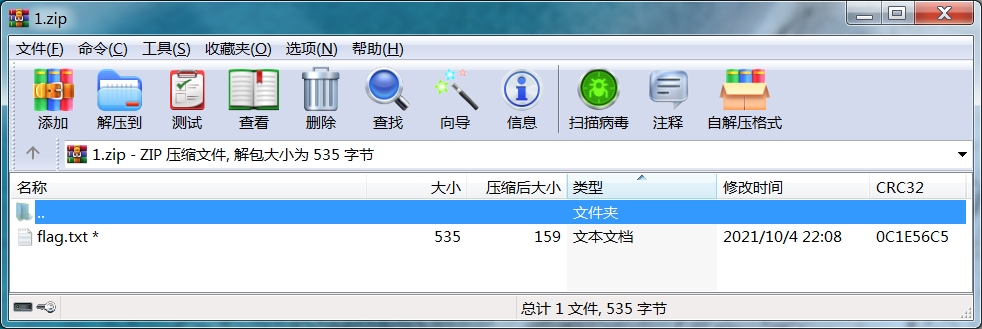 1.zip
文件(F) 命令(C) 工具(S) 收藏夹(O) 选项(N) 帮助(H)
添加 解压到 测试 查看 删除 查找 向导 信息 扫描病毒 注释 自解压格式
1.zip - ZIP 压缩文件, 解包大小为 535 字节
名称 大小 压缩后大小 类型 修改时间 CRC32
.. 文件夹
flag.txt * 535 159 文本文档 2021/10/4 22:08 0C1E56C5
总计 1 文件, 535 字节